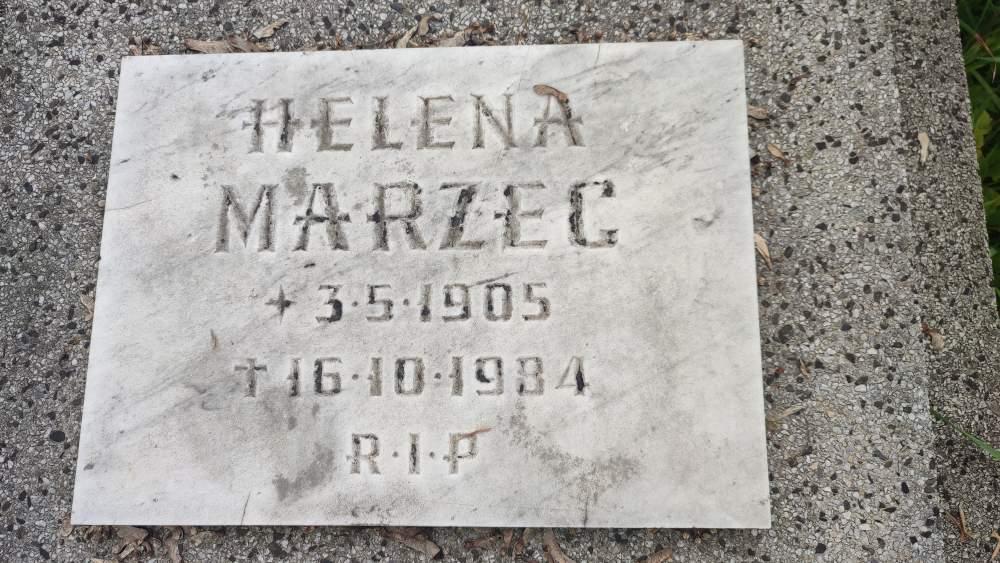 HELENA
MARZEC
✦ 3·5·1905
† 16·10·1984
R·I·P